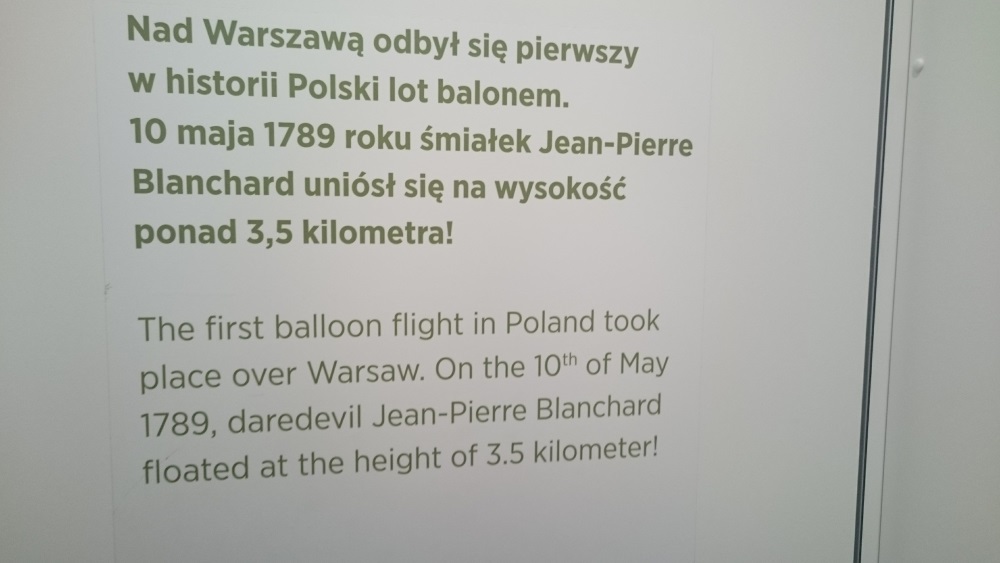 Nad Warszawą odbył się pierwszy
w historii Polski lot balonem.
10 maja 1789 roku śmiałek Jean-Pierre
Blanchard uniósł się na wysokość
ponad 3,5 kilometra!
The first balloon flight in Poland took
place over Warsaw. On the 10th of May
1789, daredevil Jean-Pierre Blanchard
floated at the height of 3.5 kilometer!